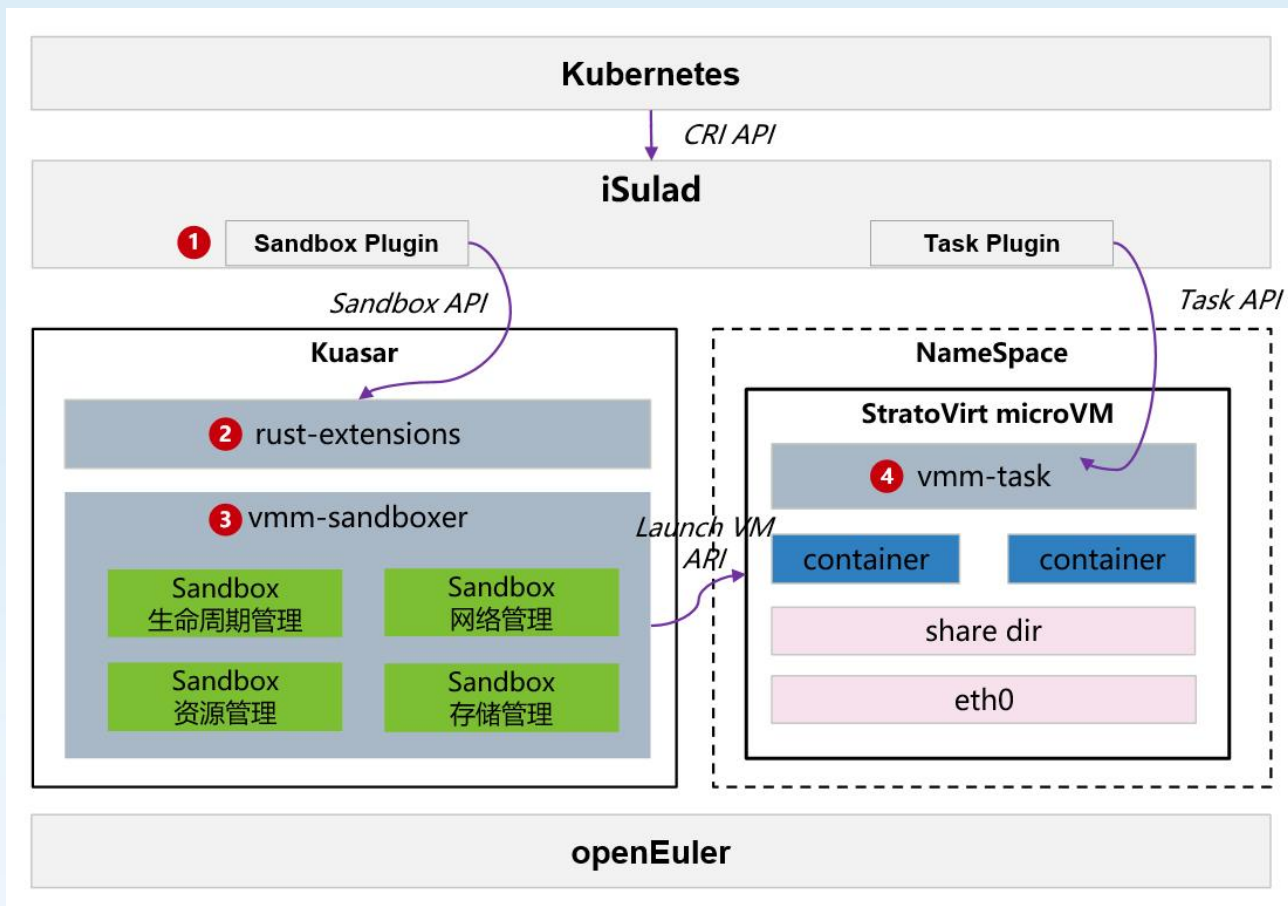 Kubernetes
CRI API
iSulad
1
Sandbox Plugin
Task Plugin
Sandbox API
Task API
Kuasar
2
rust-extensions
3
vmm-sandboxer
Sandbox
生命周期管理
Sandbox
网络管理
Sandbox
资源管理
Sandbox
存储管理
Launch VM
API
NameSpace
StratoVirt microVM
4
vmm-task
container
container
share dir
eth0
openEuler